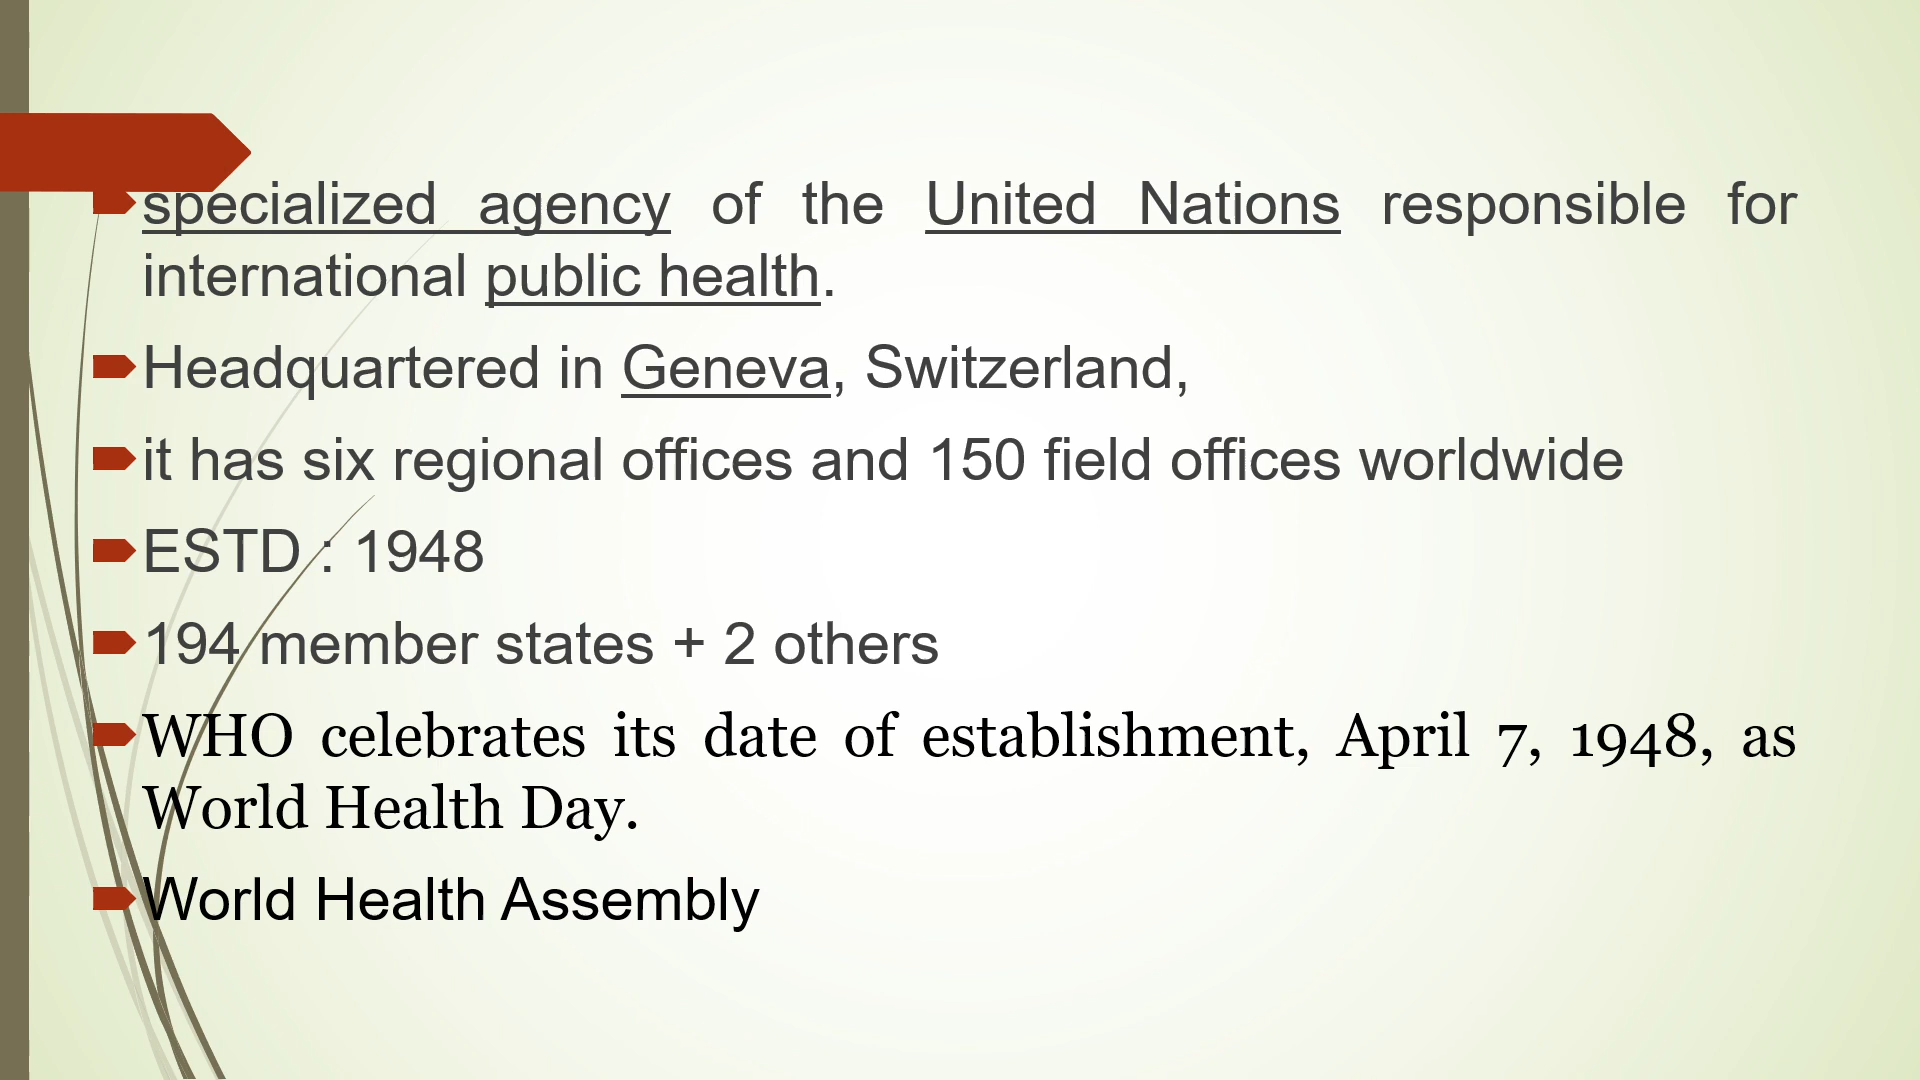 specialized agency of the United Nations responsible for
international public health.
Headquartered in Geneva, Switzerland,
it has six regional offices and 150 field offices worldwide
ESTD : 1948
194 member states + 2 others
WHO celebrates its date of establishment, April 7, 1948, as
World Health Day.
World Health Assembly